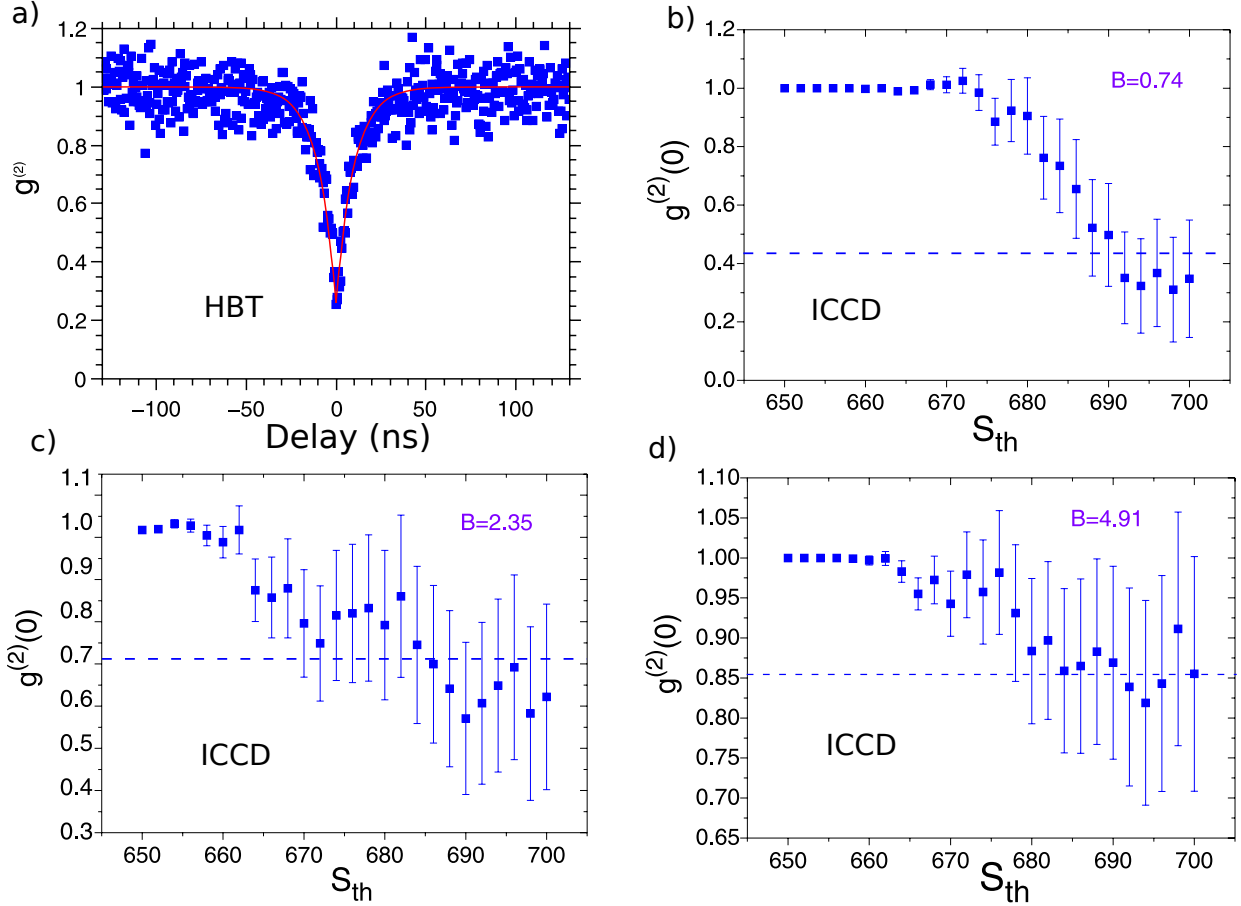 a)
g(2)
1.2
1
0.8
0.6
0.4
0.2
0
HBT
−100
−50
0
50
100
Delay (ns)
b)
g(2)(0)
1.2
1.0
0.8
0.6
0.4
0.2
0.0
B=0.74
ICCD
650
660
670
680
690
700
Sth
c)
g(2)(0)
1.1
1.0
0.9
0.8
0.7
0.6
0.5
0.4
0.3
B=2.35
ICCD
650
660
670
680
690
700
Sth
d)
g(2)(0)
1.10
1.05
1.00
0.95
0.90
0.85
0.80
0.75
0.70
0.65
B=4.91
ICCD
650
660
670
680
690
700
Sth